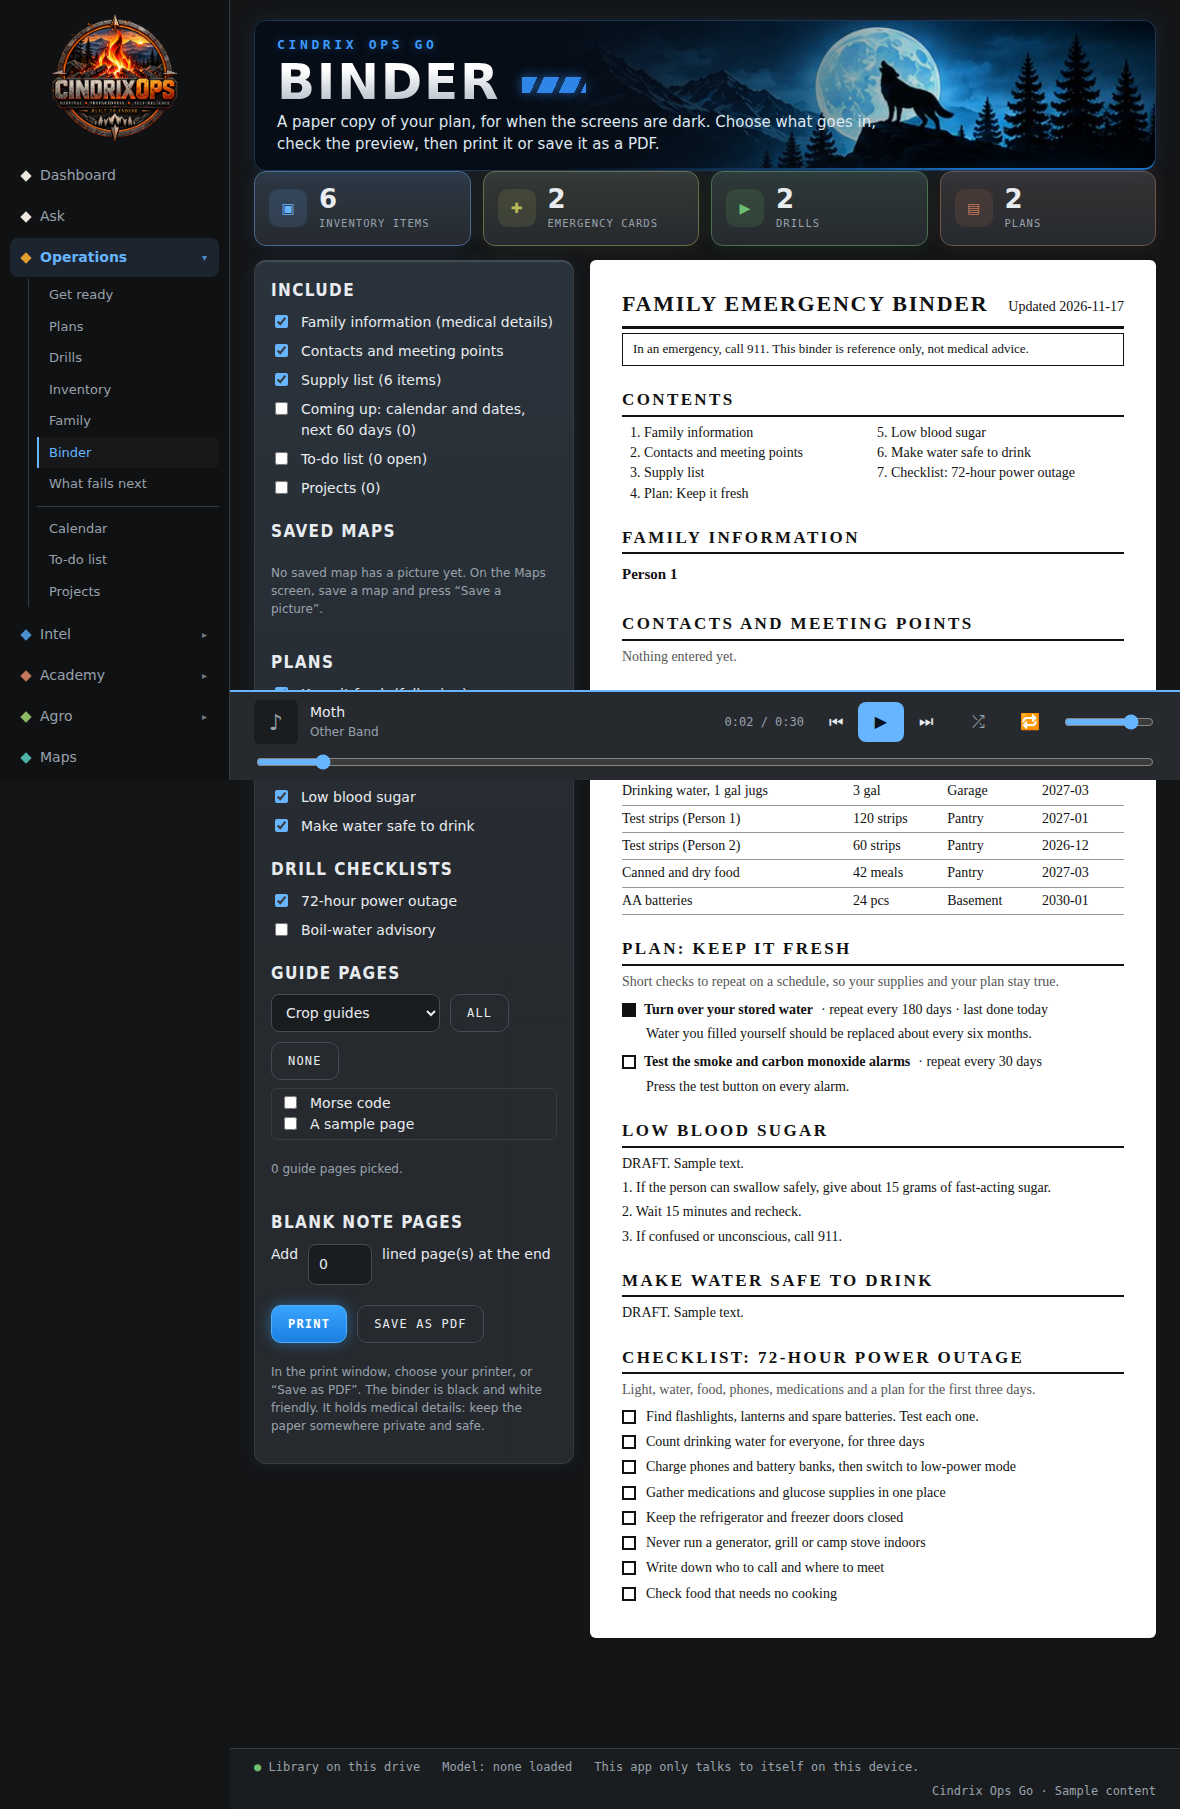 CINDRIXOPS
SURVIVAL • PREPAREDNESS • SELF-RELIANCE
BUILT TO ENDURE
Dashboard
Ask
Operations
Get ready
Plans
Drills
Inventory
Family
Binder
What fails next
Calendar
To-do list
Projects
Intel
Academy
Agro
Maps
CINDRIX OPS GO
BINDER
A paper copy of your plan, for when the screens are dark. Choose what goes in,
check the preview, then print it or save it as a PDF.
6
INVENTORY ITEMS
2
EMERGENCY CARDS
2
DRILLS
2
PLANS
INCLUDE
Family information (medical details)
Contacts and meeting points
Supply list (6 items)
Coming up: calendar and dates,
next 60 days (0)
To-do list (0 open)
Projects (0)
SAVED MAPS
No saved map has a picture yet. On the Maps
screen, save a map and press “Save a
picture”.
PLANS
Moth
Other Band
0:02 / 0:30
Low blood sugar
Make water safe to drink
DRILL CHECKLISTS
72-hour power outage
Boil-water advisory
GUIDE PAGES
Crop guides
ALL
NONE
Morse code
A sample page
0 guide pages picked.
BLANK NOTE PAGES
Add 0 lined page(s) at the end
PRINT
SAVE AS PDF
In the print window, choose your printer, or
“Save as PDF”. The binder is black and white
friendly. It holds medical details: keep the
paper somewhere private and safe.
FAMILY EMERGENCY BINDER
Updated 2026-11-17
In an emergency, call 911. This binder is reference only, not medical advice.
CONTENTS
1. Family information
2. Contacts and meeting points
3. Supply list
4. Plan: Keep it fresh
5. Low blood sugar
6. Make water safe to drink
7. Checklist: 72-hour power outage
FAMILY INFORMATION
Person 1
CONTACTS AND MEETING POINTS
Nothing entered yet.
Drinking water, 1 gal jugs 3 gal Garage 2027-03
Test strips (Person 1) 120 strips Pantry 2027-01
Test strips (Person 2) 60 strips Pantry 2026-12
Canned and dry food 42 meals Pantry 2027-03
AA batteries 24 pcs Basement 2030-01
PLAN: KEEP IT FRESH
Short checks to repeat on a schedule, so your supplies and your plan stay true.
Turn over your stored water · repeat every 180 days · last done today
Water you filled yourself should be replaced about every six months.
Test the smoke and carbon monoxide alarms · repeat every 30 days
Press the test button on every alarm.
LOW BLOOD SUGAR
DRAFT. Sample text.
1. If the person can swallow safely, give about 15 grams of fast-acting sugar.
2. Wait 15 minutes and recheck.
3. If confused or unconscious, call 911.
MAKE WATER SAFE TO DRINK
DRAFT. Sample text.
CHECKLIST: 72-HOUR POWER OUTAGE
Light, water, food, phones, medications and a plan for the first three days.
Find flashlights, lanterns and spare batteries. Test each one.
Count drinking water for everyone, for three days
Charge phones and battery banks, then switch to low-power mode
Gather medications and glucose supplies in one place
Keep the refrigerator and freezer doors closed
Never run a generator, grill or camp stove indoors
Write down who to call and where to meet
Check food that needs no cooking
Library on this drive Model: none loaded This app only talks to itself on this device.
Cindrix Ops Go · Sample content